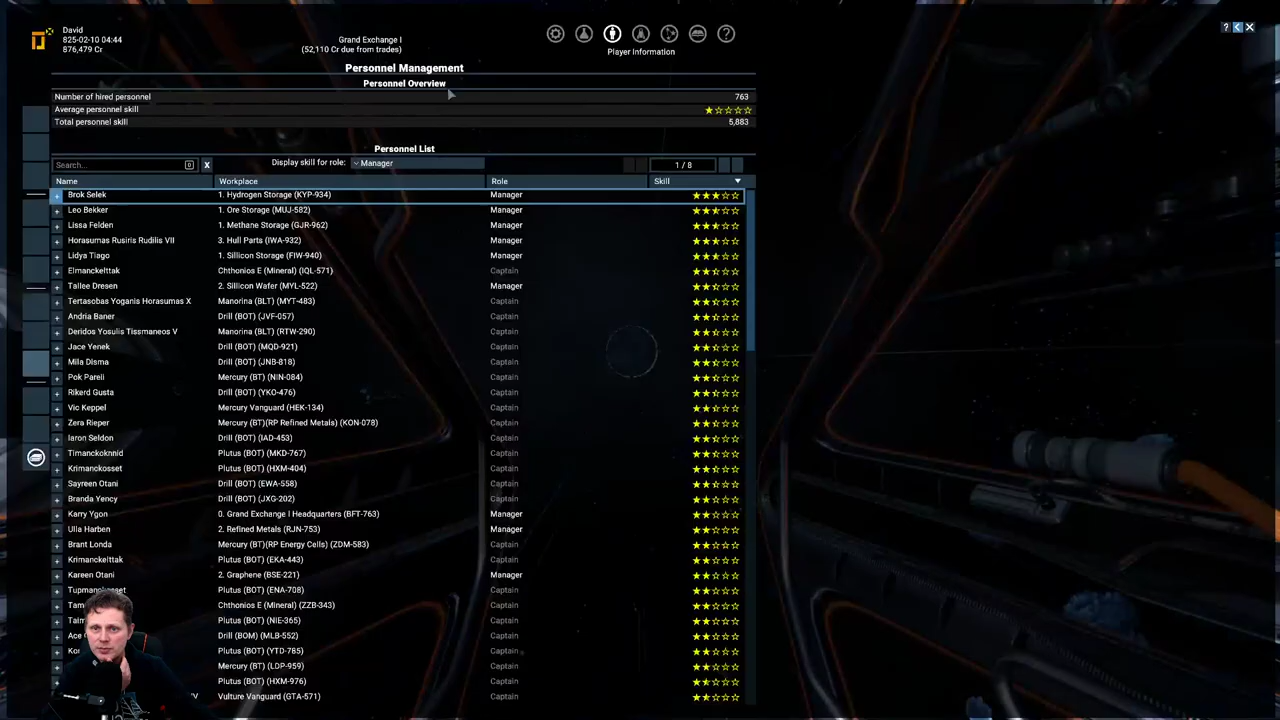 David
825-02-10 04:44
876,479 Cr
Grand Exchange I
(52,110 Cr due from trades)
Player Information
Personnel Management
Personnel Overview
Number of hired personnel 763
Average personnel skill
Total personnel skill 5,883
Personnel List
Search... Display skill for role: Manager 1 / 8
Name Workplace Role Skill
Brok Selek 1. Hydrogen Storage (KYP-934) Manager
Leo Bekker 1. Ore Storage (MUJ-582) Manager
Lissa Felden 1. Methane Storage (GJR-962) Manager
Horasumas Rusiris Rudilis VII 3. Hull Parts (IWA-932) Manager
Lidya Tiago 1. Sillicon Storage (FIW-940) Manager
Elmanckelttak Chthonios E (Mineral) (IQL-571) Captain
Tallee Dresen 2. Sillicon Wafer (MYL-522) Manager
Tertasobas Yoganis Horasumas X Manorina (BLT) (MYT-483) Captain
Andria Baner Drill (BOT) (JVF-057) Captain
Deridos Yosulis Tissmaneos V Manorina (BLT) (RTW-290) Captain
Jace Yenek Drill (BOT) (MQD-921) Captain
Mila Disma Drill (BOT) (JNB-818) Captain
Pok Pareli Mercury (BT) (NIN-084) Captain
Rikerd Gusta Drill (BOT) (YKO-476) Captain
Vic Keppel Mercury Vanguard (HEK-134) Captain
Zera Rieper Mercury (BT)(RP Refined Metals) (KON-078) Captain
Iaron Seldon Drill (BOT) (IAD-453) Captain
Timanckoknnid Plutus (BOT) (MKD-767) Captain
Krimanckosset Plutus (BOT) (HXM-404) Captain
Sayreen Otani Drill (BOT) (EWA-558) Captain
Branda Yency Drill (BOT) (JXG-202) Captain
Karry Ygon 0. Grand Exchange I Headquarters (BFT-763) Manager
Ulla Harben 2. Refined Metals (RJN-753) Manager
Brant Londa Mercury (BT)(RP Energy Cells) (ZDM-583) Captain
Krimanckelttak Plutus (BOT) (EKA-443) Captain
Kareen Otani 2. Graphene (BSE-221) Manager
Tupmanckosset Plutus (BOT) (ENA-708) Captain
Chthonios E (Mineral) (ZZB-343) Captain
Plutus (BOT) (NIE-365) Captain
Ace Drill (BOM) (MLB-552) Captain
Plutus (BOT) (YTD-785) Captain
Mercury (BT) (LDP-959) Captain
Plutus (BOT) (HXM-976) Captain
Vulture Vanguard (GTA-571) Captain